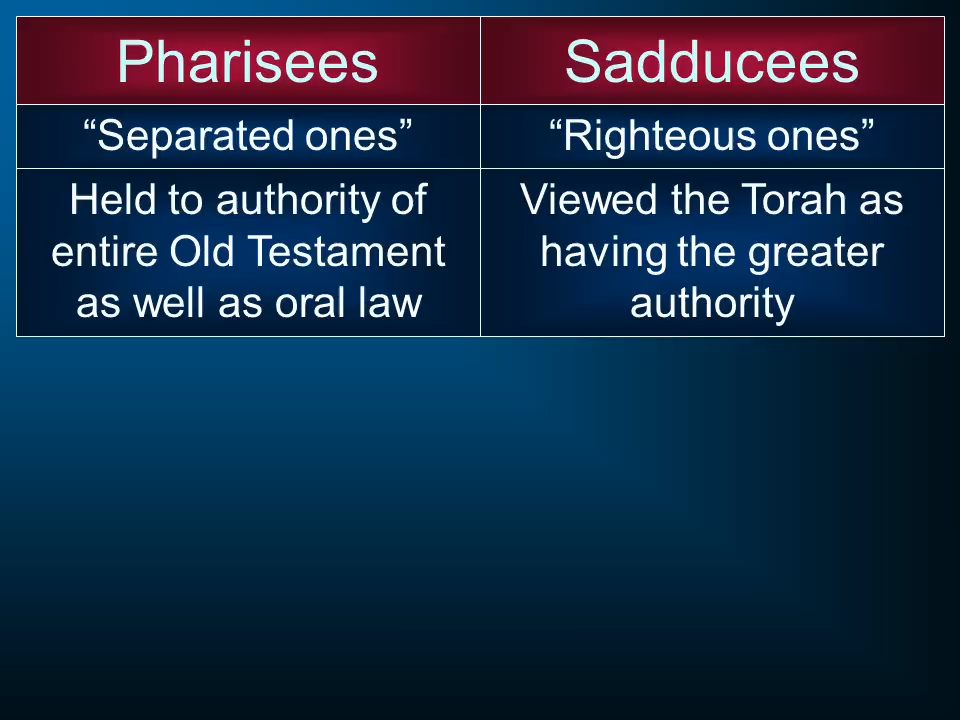 Pharisees
Sadducees
“Separated ones”
“Righteous ones”
Held to authority of
entire Old Testament
as well as oral law
Viewed the Torah as
having the greater
authority